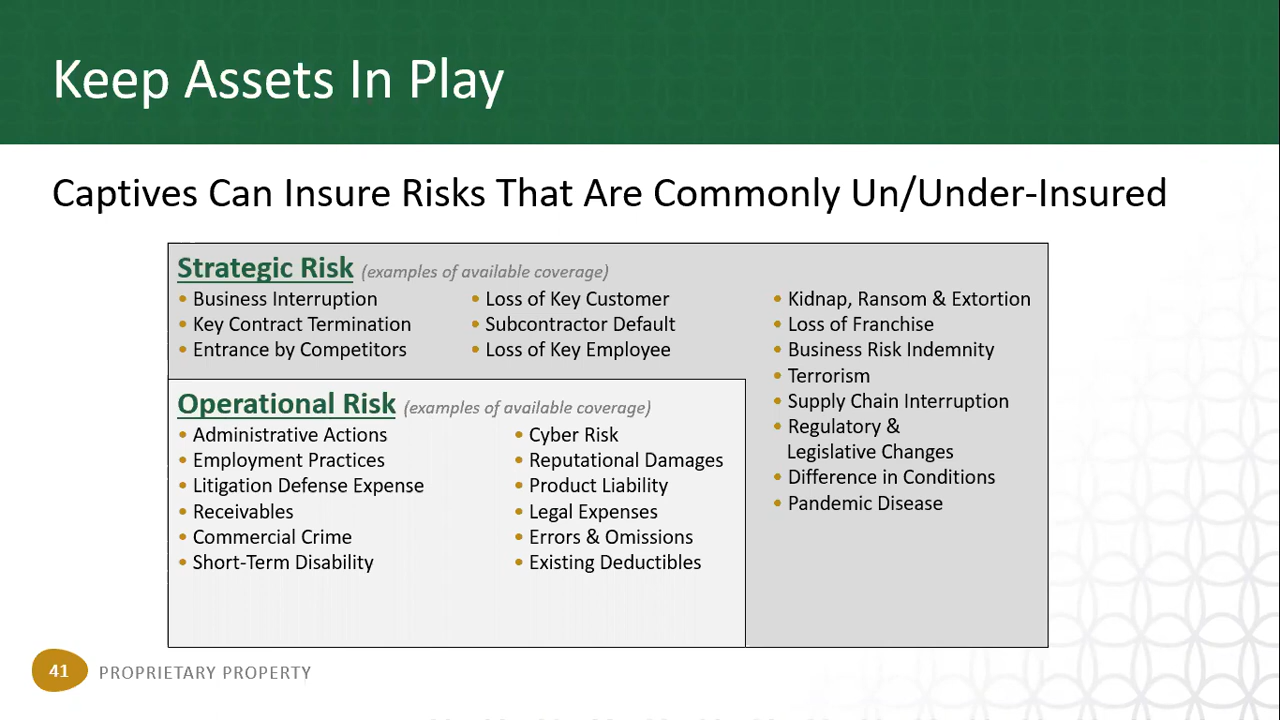 Keep Assets In Play
Captives Can Insure Risks That Are Commonly Un/Under-Insured
Strategic Risk (examples of available coverage)
• Business Interruption
• Key Contract Termination
• Entrance by Competitors
• Loss of Key Customer
• Subcontractor Default
• Loss of Key Employee
• Kidnap, Ransom & Extortion
• Loss of Franchise
• Business Risk Indemnity
• Terrorism
• Supply Chain Interruption
• Regulatory &
Legislative Changes
• Difference in Conditions
• Pandemic Disease
Operational Risk (examples of available coverage)
• Administrative Actions
• Employment Practices
• Litigation Defense Expense
• Receivables
• Commercial Crime
• Short-Term Disability
• Cyber Risk
• Reputational Damages
• Product Liability
• Legal Expenses
• Errors & Omissions
• Existing Deductibles
41 PROPRIETARY PROPERTY